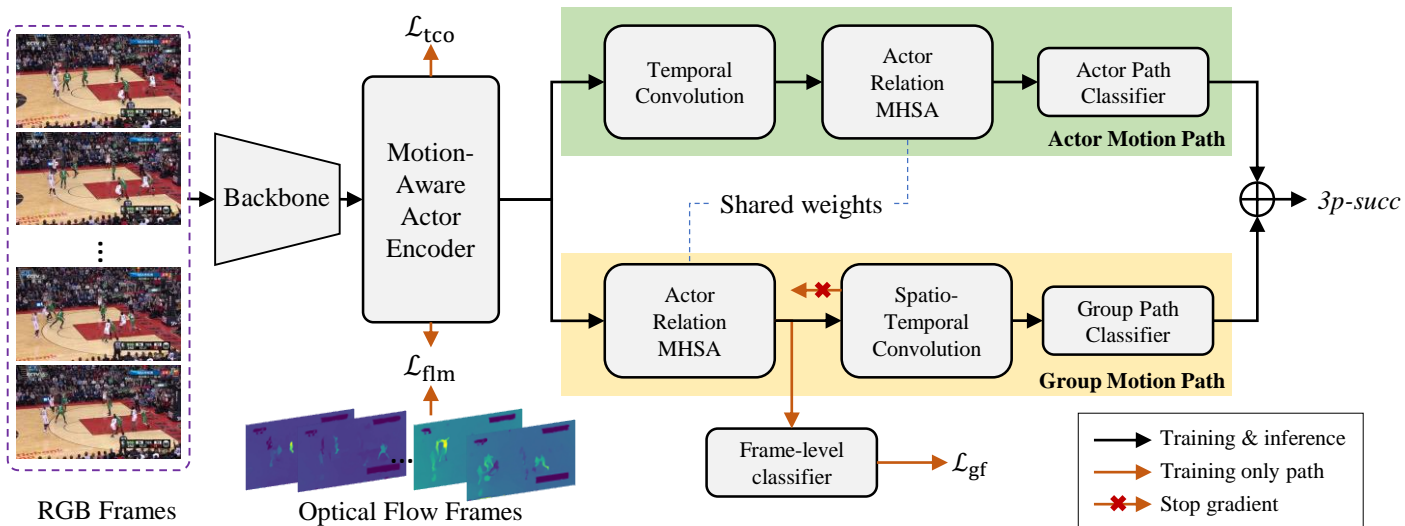 ℒtco
Temporal
Convolution
Actor
Relation
MHSA
Actor Path
Classifier
Actor Motion Path
Backbone
Motion-
Aware
Actor
Encoder
Shared weights
3p-succ
Actor
Relation
MHSA
Spatio-
Temporal
Convolution
Group Path
Classifier
Group Motion Path
ℒflm
Frame-level
classifier
ℒgf
Training & inference
Training only path
Stop gradient
RGB Frames
Optical Flow Frames